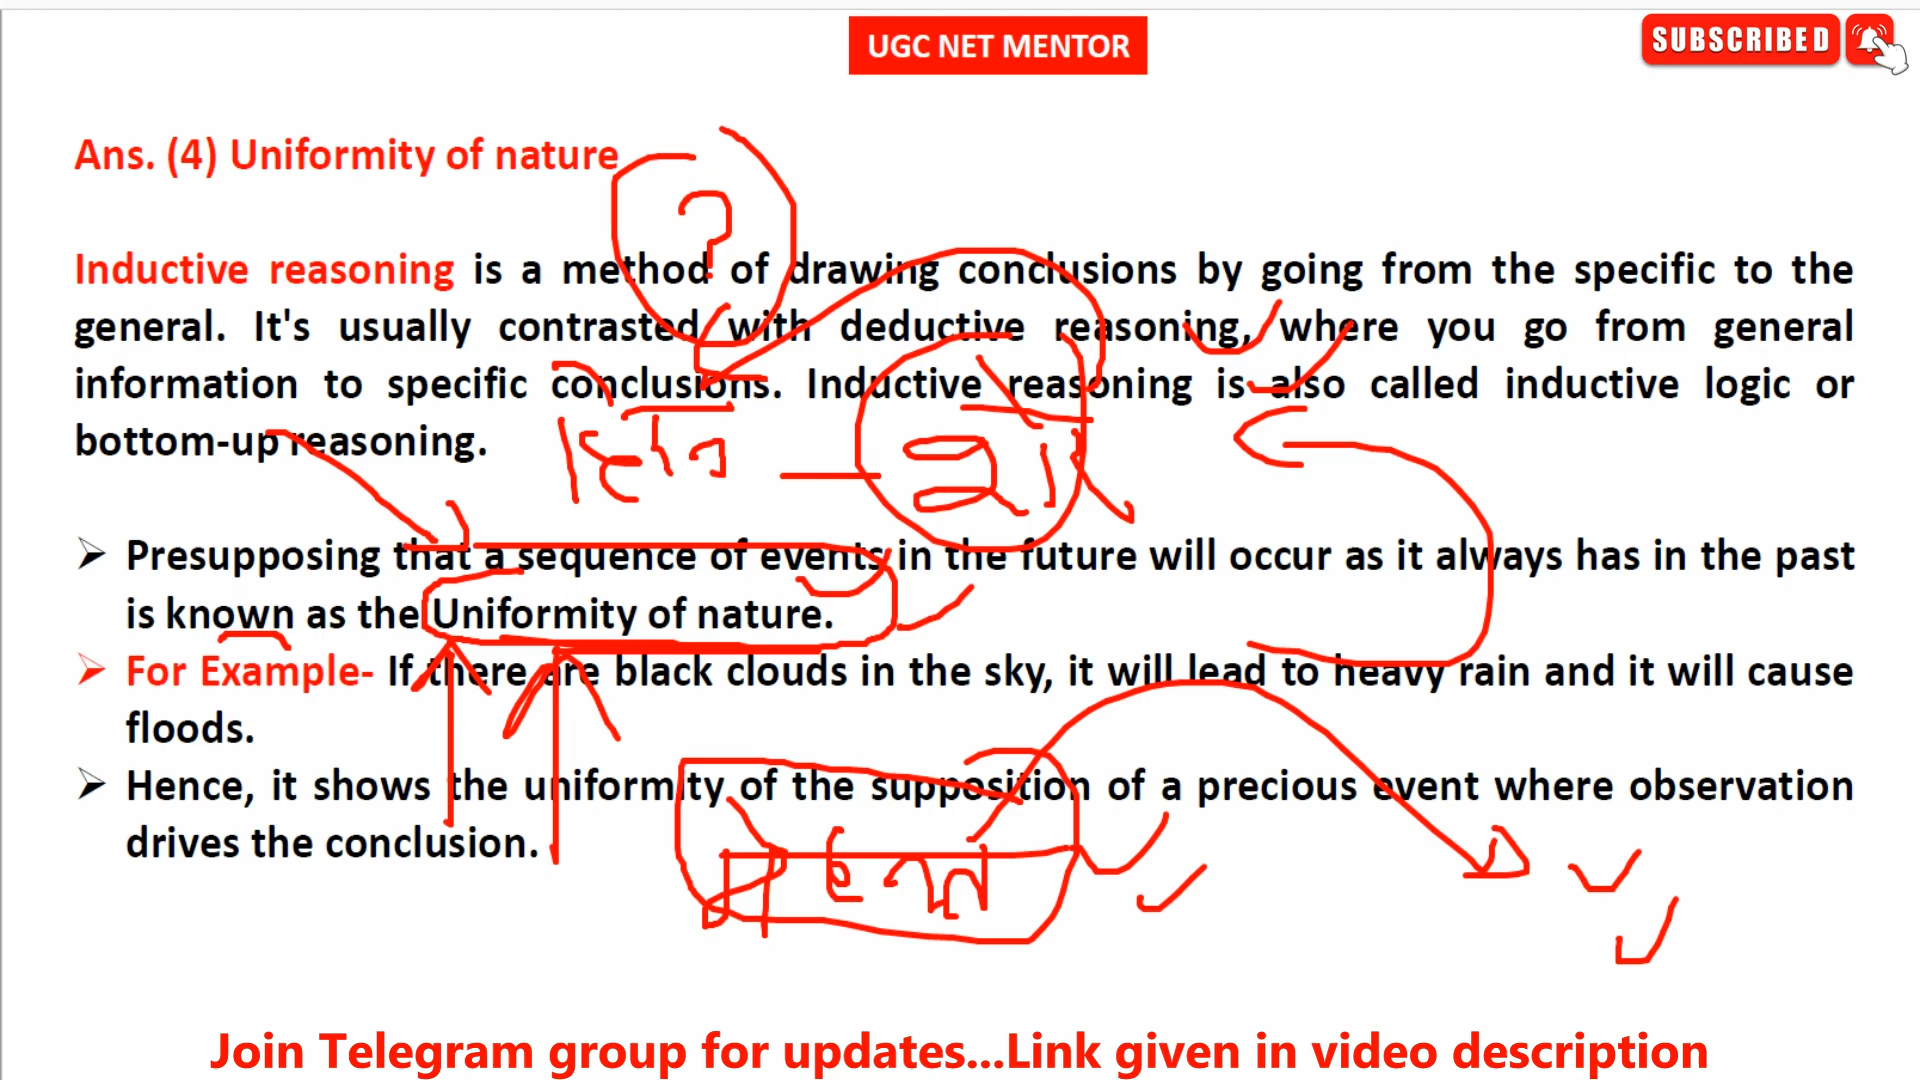 UGC NET MENTOR
SUBSCRIBED
Ans. (4) Uniformity of nature
Inductive reasoning is a method of drawing conclusions by going from the specific to the
general. It's usually contrasted with deductive reasoning, where you go from general
information to specific conclusions. Inductive reasoning is also called inductive logic or
bottom-up reasoning.
➢ Presupposing that a sequence of events in the future will occur as it always has in the past
is known as the Uniformity of nature.
➢ For Example- If there are black clouds in the sky, it will lead to heavy rain and it will cause
floods.
➢ Hence, it shows the uniformity of the supposition of a precious event where observation
drives the conclusion.
?
Join Telegram group for updates...Link given in video description